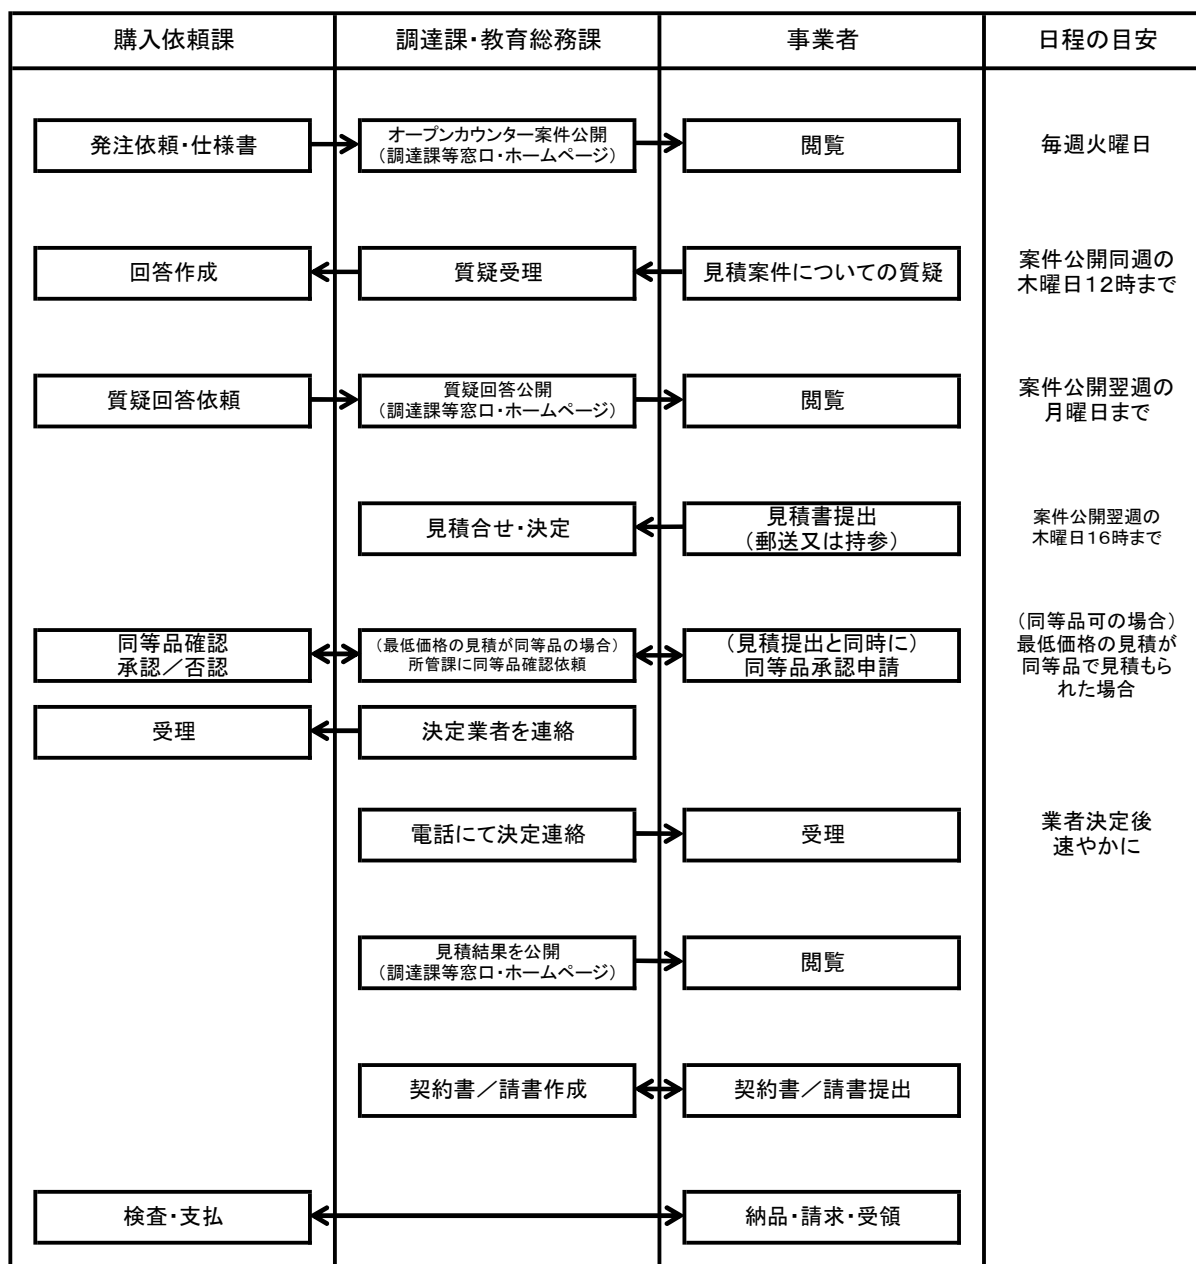 購入依頼課
調達課・教育総務課
事業者
日程の目安
発注依頼・仕様書
オープンカウンター案件公開
（調達課等窓口・ホームページ）
閲覧
毎週火曜日
回答作成
質疑受理
見積案件についての質疑
案件公開同週の
木曜日12時まで
質疑回答依頼
質疑回答公開
（調達課等窓口・ホームページ）
閲覧
案件公開翌週の
月曜日まで
見積合せ・決定
見積書提出
（郵送又は持参）
案件公開翌週の
木曜日16時まで
同等品確認
承認／否認
（最低価格の見積が同等品の場合）
所管課に同等品確認依頼
（見積提出と同時に）
同等品承認申請
（同等品可の場合）
最低価格の見積が
同等品で見積もら
れた場合
受理
決定業者を連絡
電話にて決定連絡
受理
業者決定後
速やかに
見積結果を公開
（調達課等窓口・ホームページ）
閲覧
契約書／請書作成
契約書／請書提出
検査・支払
納品・請求・受領